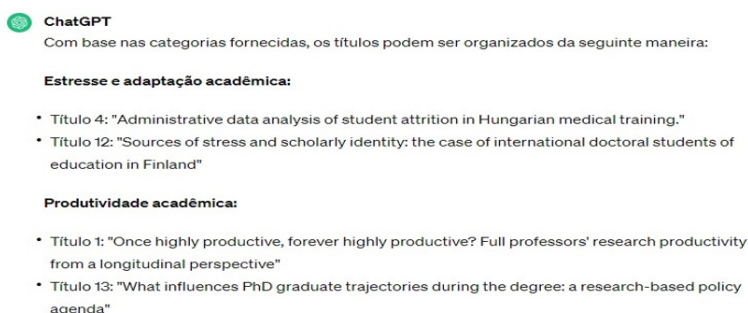 ChatGPT
Com base nas categorias fornecidas, os títulos podem ser organizados da seguinte maneira:
Estresse e adaptação acadêmica:
• Título 4: "Administrative data analysis of student attrition in Hungarian medical training."
• Título 12: "Sources of stress and scholarly identity: the case of international doctoral students of
education in Finland"
Produtividade acadêmica:
• Título 1: "Once highly productive, forever highly productive? Full professors' research productivity
from a longitudinal perspective"
• Título 13: "What influences PhD graduate trajectories during the degree: a research-based policy
agenda"